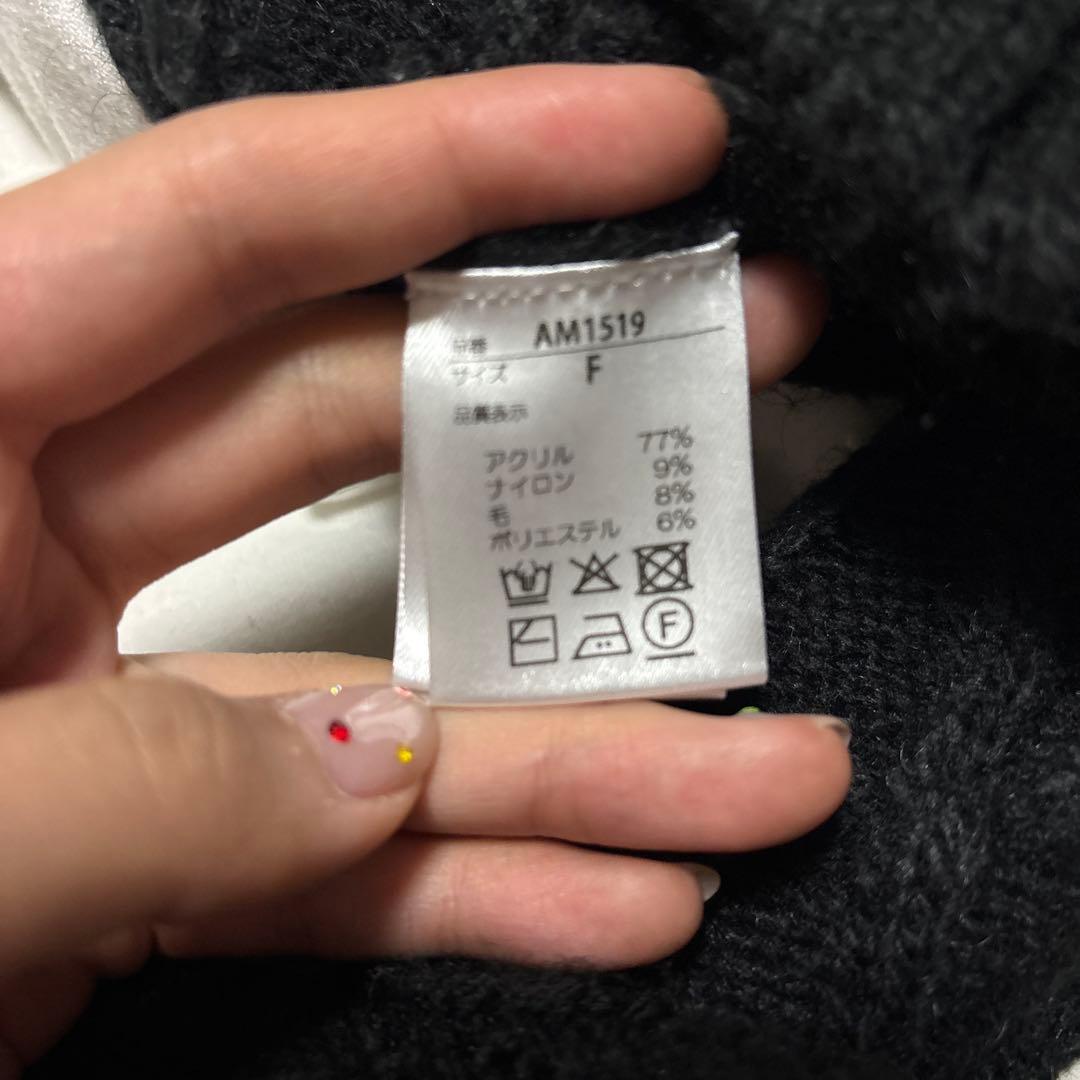 品番 AM1519
サイズ F
品質表示
アクリル 77%
ナイロン 9%
毛 8%
ポリエステル 6%
F